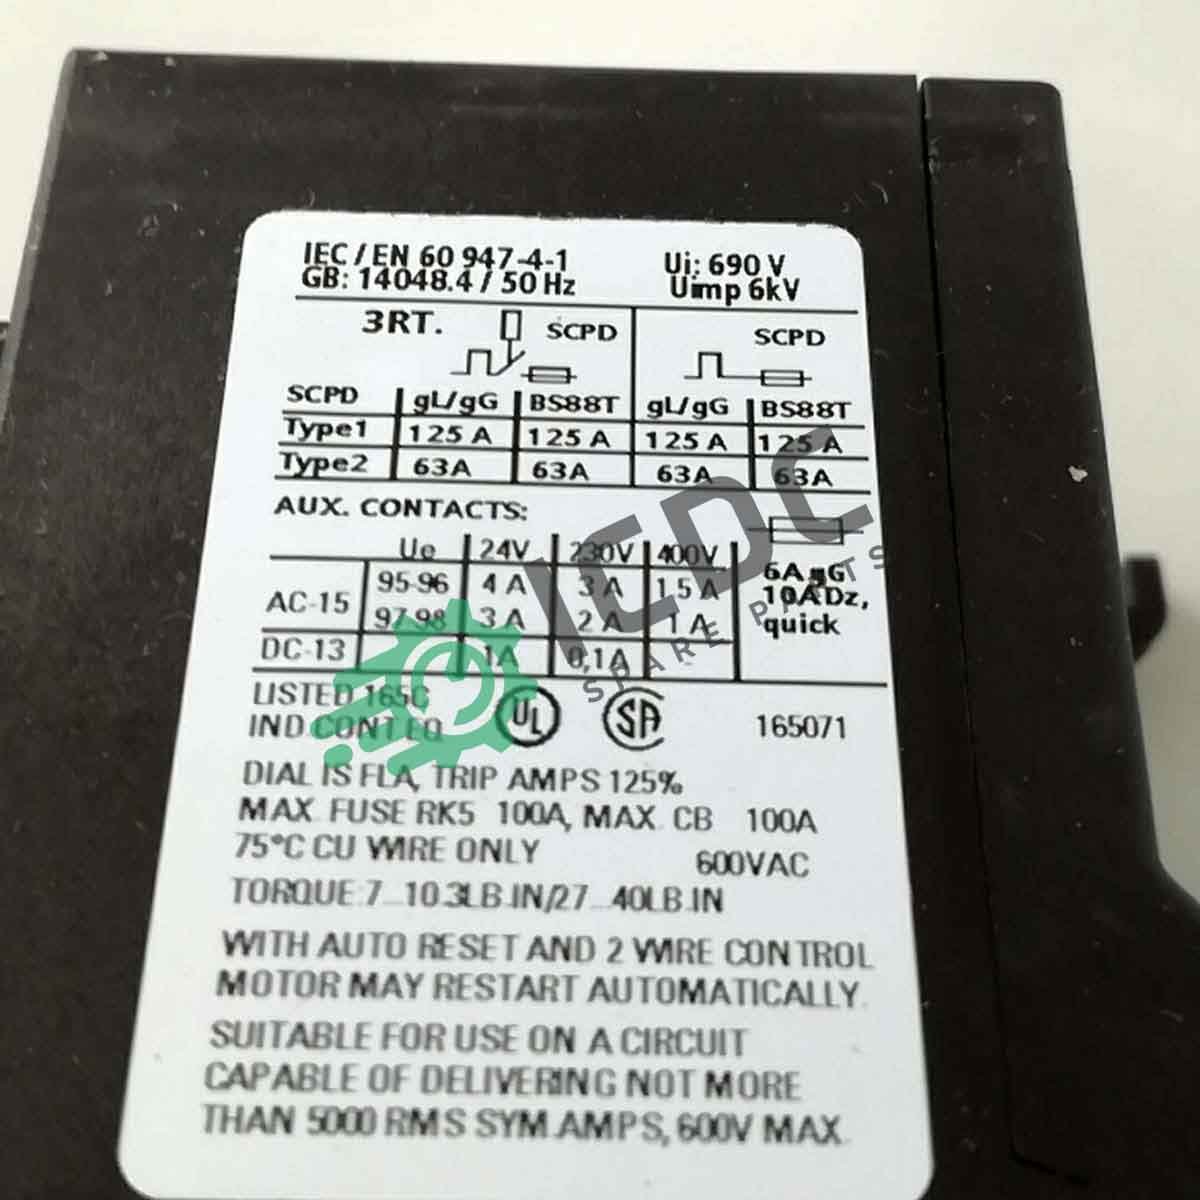 IEC / EN 60 947-4-1 Ui: 690 V
GB: 14048.4 / 50 Hz Uimp 6kV
3RT. SCPD SCPD
SCPD gL/gG BS88T gL/gG BS88T
Type1 125 A 125 A 125 A 125 A
Type2 63A 63A 63A 63A
AUX. CONTACTS:
Ue 24V 230V 400V
AC-15 95-96 4 A 3 A 1.5 A 6A gG
97-98 3 A 2 A 1 A 10A Dz,
DC-13 1A 0,1A - quick
LISTED 165C
IND.CONT.EQ UL SA 165071
DIAL IS FLA, TRIP AMPS 125%
MAX. FUSE RK5 100A, MAX. CB 100A
75°C CU WIRE ONLY 600VAC
TORQUE:7...10.3LB.IN/27...40LB.IN
WITH AUTO RESET AND 2 WIRE CONTROL
MOTOR MAY RESTART AUTOMATICALLY.
SUITABLE FOR USE ON A CIRCUIT
CAPABLE OF DELIVERING NOT MORE
THAN 5000 RMS SYM.AMPS, 600V MAX.
ICDC
SPARE PARTS